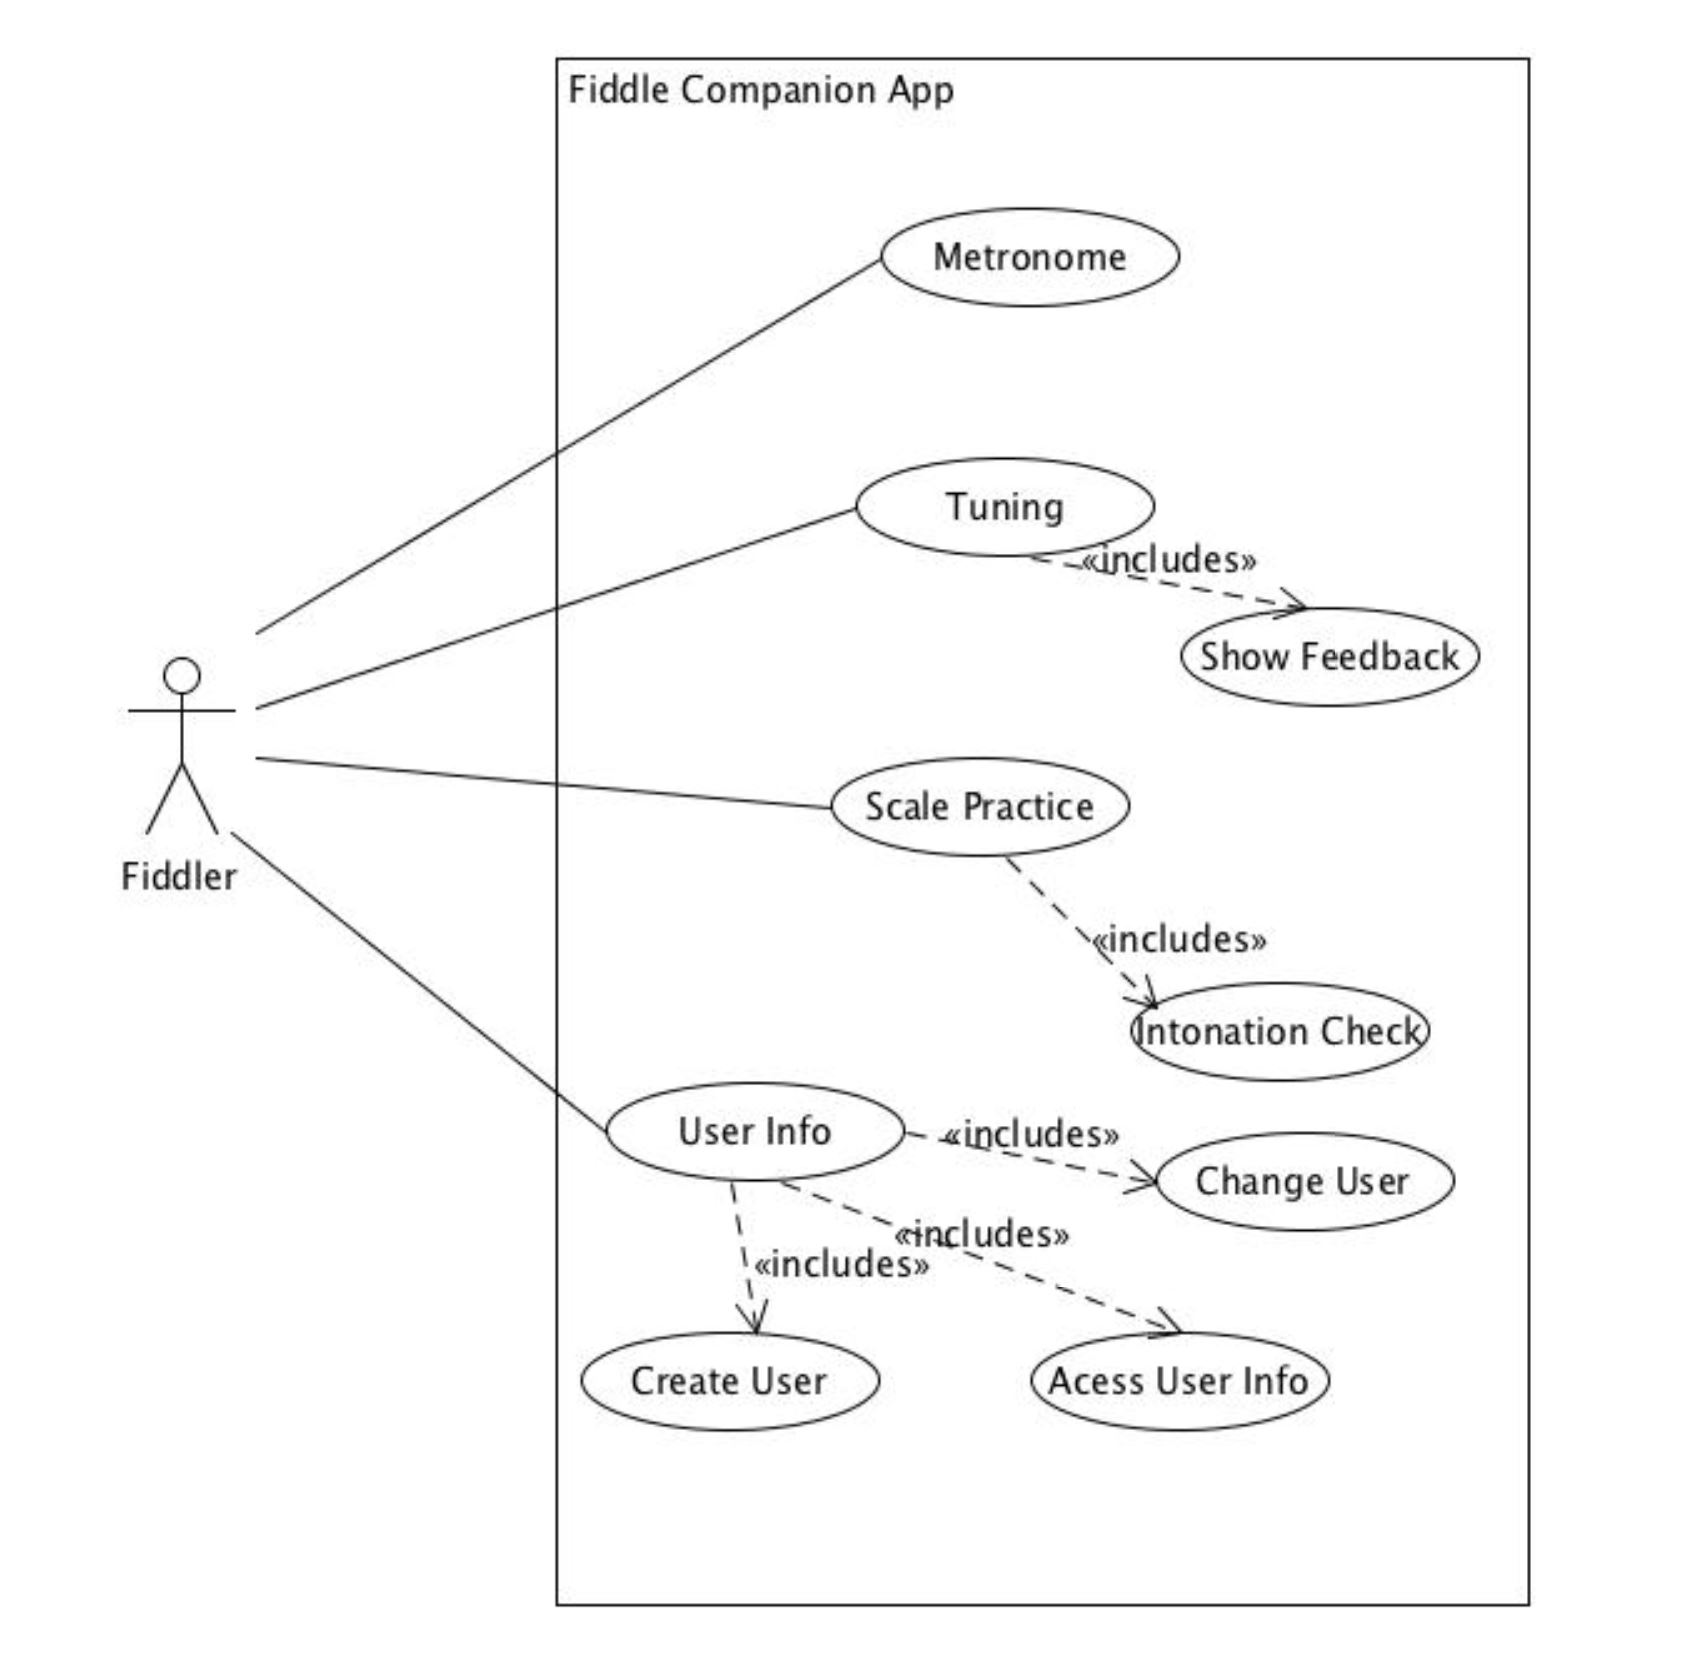 Fiddle Companion App
Metronome
Tuning
«includes»
Show Feedback
Scale Practice
Fiddler
«includes»
Intonation Check
User Info
«includes»
Change User
«includes»
«includes»
Create User
Acess User Info